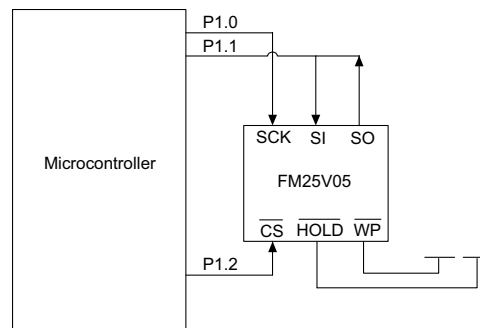 P1.0
P1.1
SCK SI SO
Microcontroller
FM25V05
CS HOLD WP
P1.2